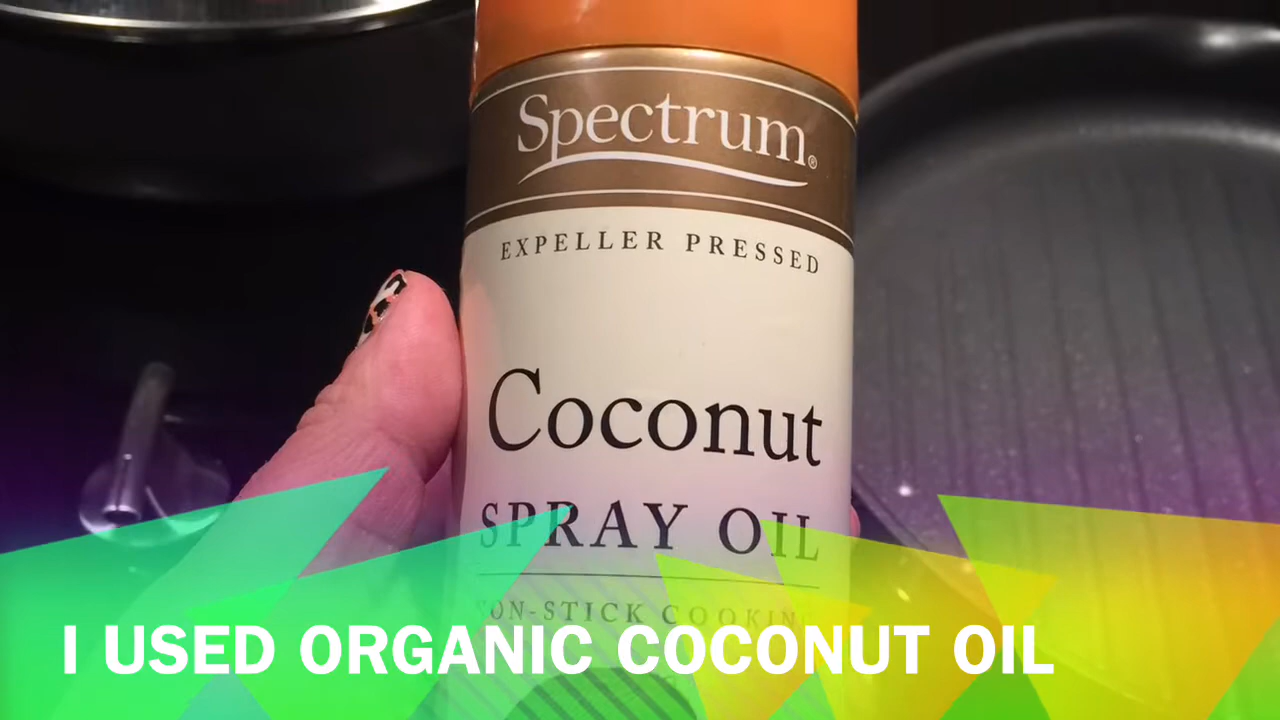 Spectrum®
EXPELLER PRESSED
Coconut
SPRAY OIL
I USED ORGANIC COCONUT OIL